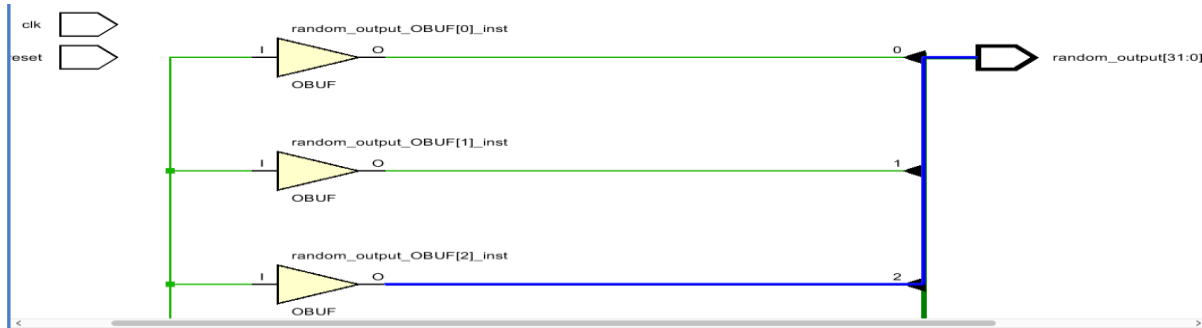 clk
random_output_OBUF[0]_inst
I
O
0
OBUF
random_output[31:0]
eset
random_output_OBUF[1]_inst
I
O
1
OBUF
random_output_OBUF[2]_inst
I
O
2
OBUF